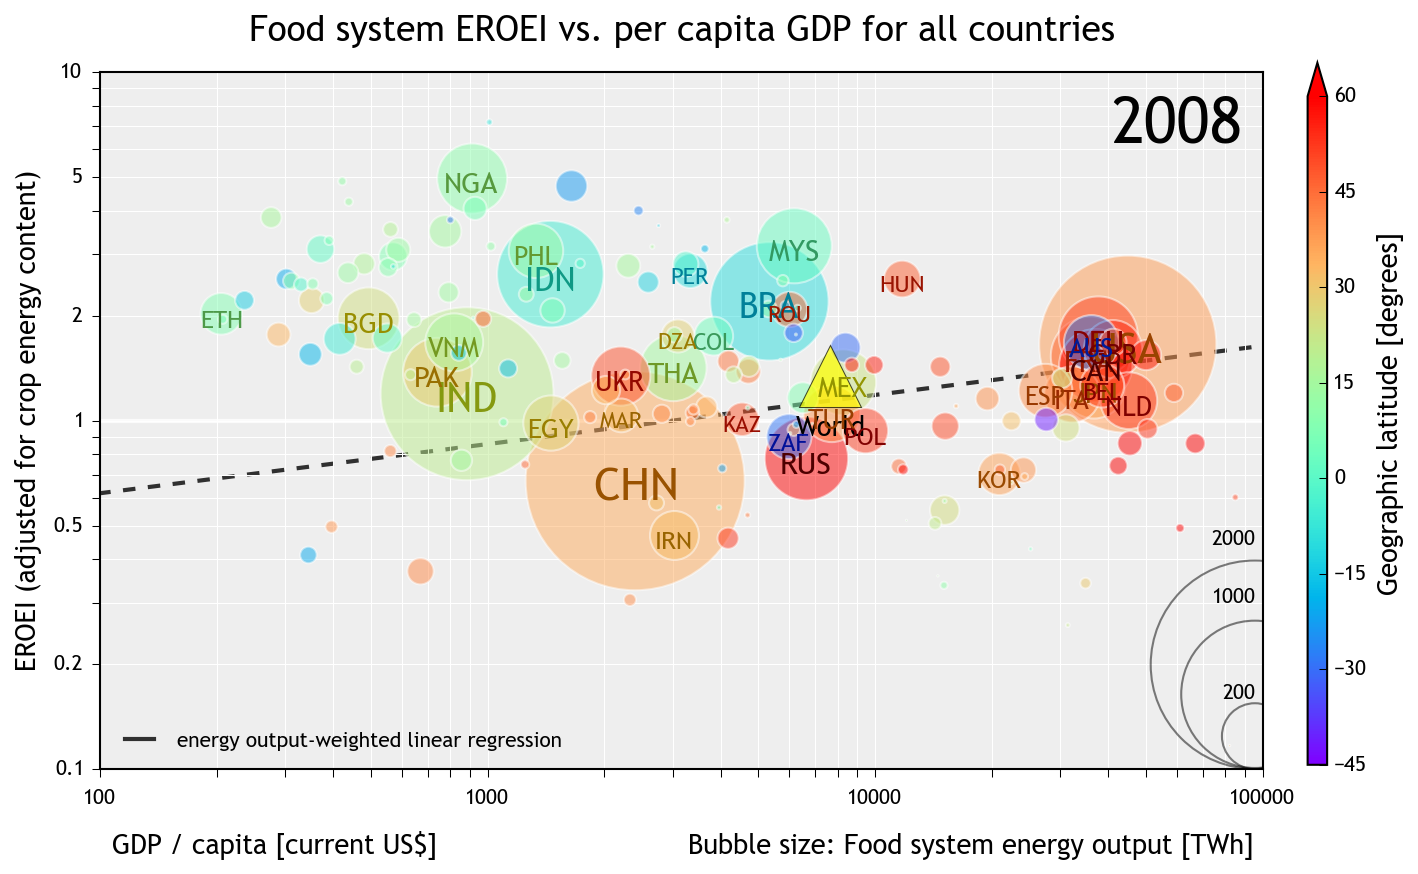 Food system EROEI vs. per capita GDP for all countries
2008
EROEI (adjusted for crop energy content)
10
5
2
1
0.5
0.2
0.1
NGA
PHL
IDN
PER
MYS
BRA
ROU
HUN
ETH
BGD
VNM
PAK
IND
EGY
UKR
MAR
DZA
COL
THA
KAZ
MEX
TUR
World
ZAF
POL
RUS
CHN
IRN
KOR
DEU
AUS
CAN
ESP
ITA
BEL
NLD
2000
1000
200
energy output-weighted linear regression
100
1000
10000
100000
GDP / capita [current US$]
Bubble size: Food system energy output [TWh]
60
45
30
15
0
−15
−30
−45
Geographic latitude [degrees]